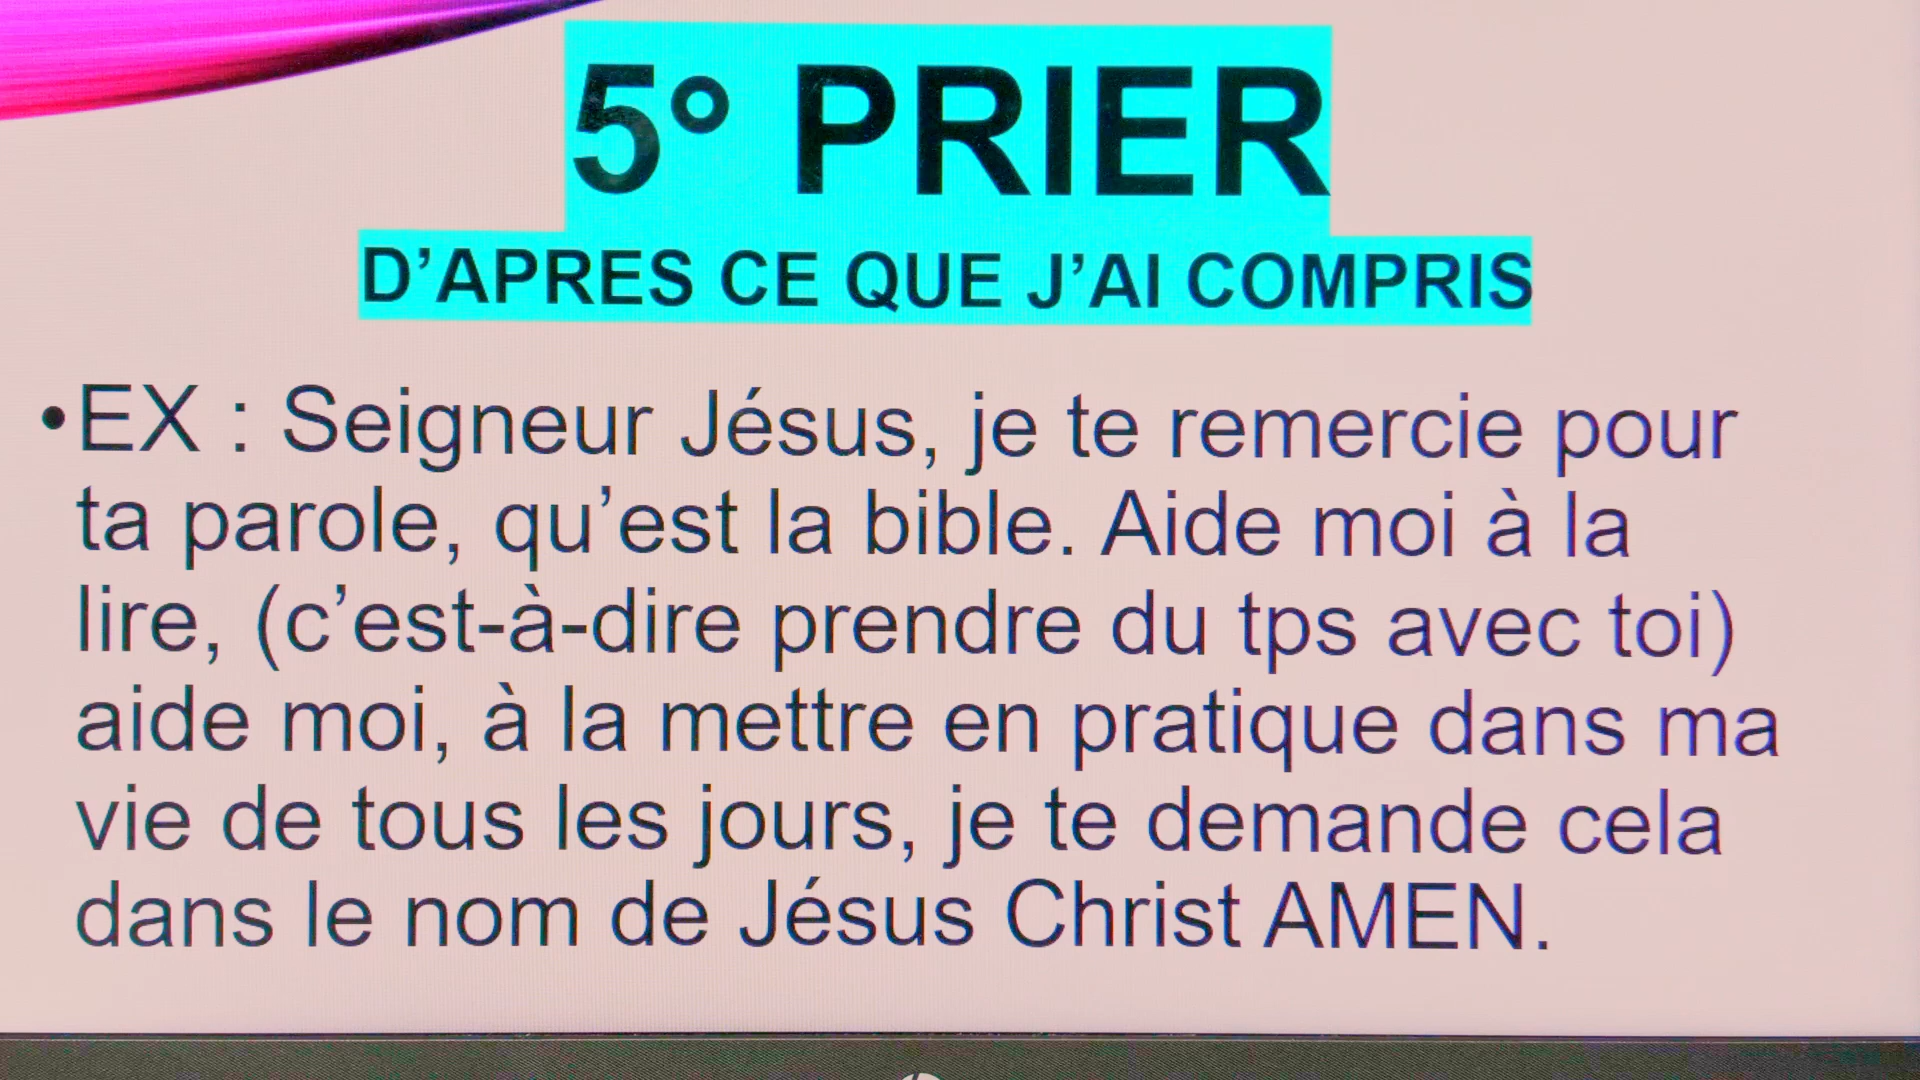 5° PRIER
D’APRES CE QUE J’AI COMPRIS
•EX : Seigneur Jésus, je te remercie pour
ta parole, qu’est la bible. Aide moi à la
lire, (c’est-à-dire prendre du tps avec toi)
aide moi, à la mettre en pratique dans ma
vie de tous les jours, je te demande cela
dans le nom de Jésus Christ AMEN.